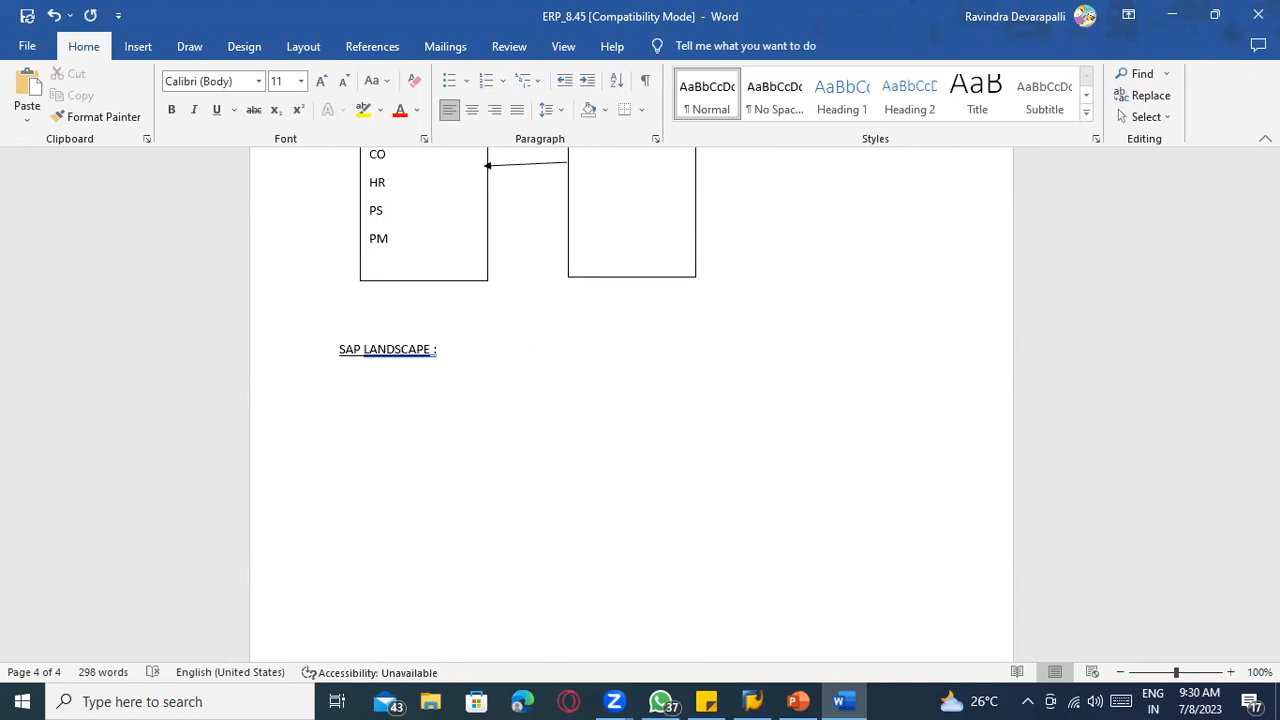 ERP_8.45 [Compatibility Mode] - Word
Ravindra Devarapalli
File Home Insert Draw Design Layout References Mailings Review View Help Tell me what you want to do
Paste
Cut
Copy
Format Painter
Clipboard
Calibri (Body) 11
Font
Paragraph
AaBbCcDc AaBbCcDc AaBbCc AaBbCcD AaB AaBbCcD
¶ Normal ¶ No Spac... Heading 1 Heading 2 Title Subtitle
Styles
Find
Replace
Select
Editing
CO
HR
PS
PM
SAP LANDSCAPE :
Page 4 of 4 298 words English (United States) Accessibility: Unavailable 100%
Type here to search
43
37
26°C
ENG
IN
9:30 AM
7/8/2023
17